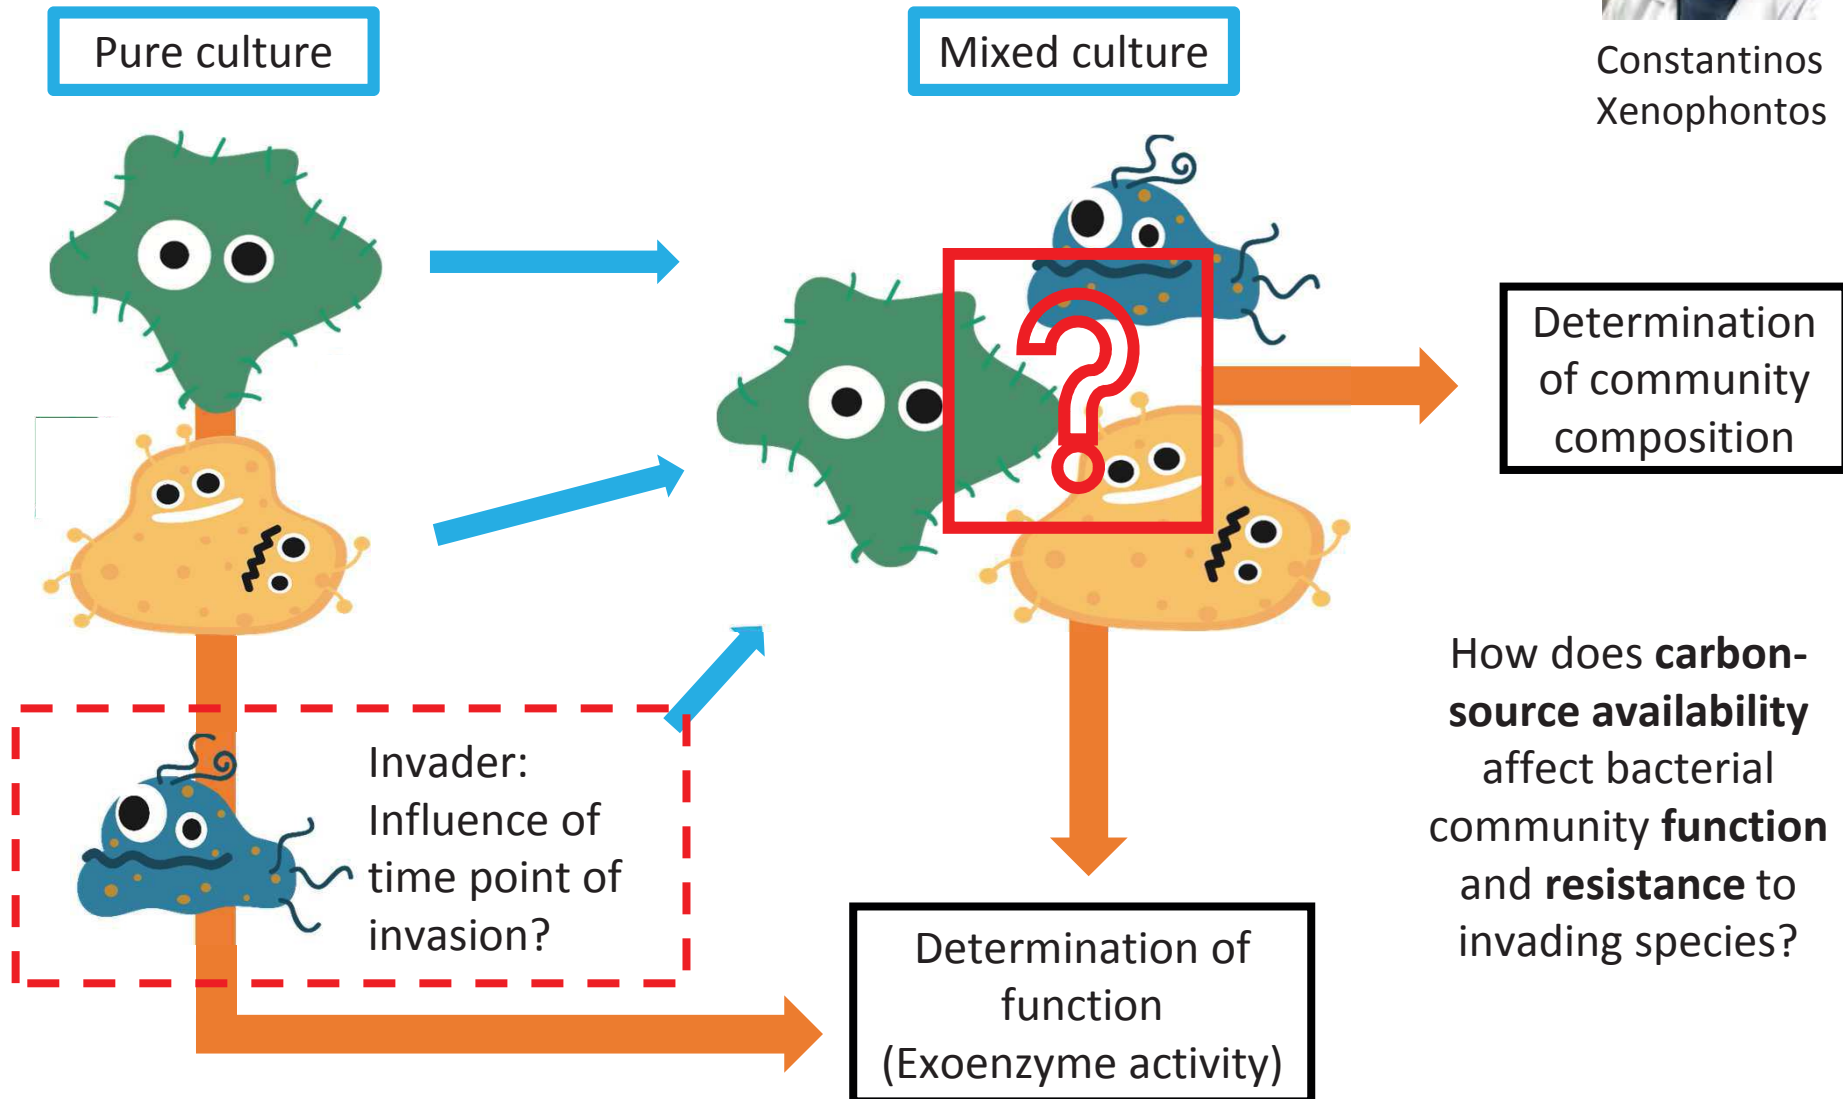 Pure culture
Mixed culture
Constantinos
Xenophontos
Determination
of community
composition
Invader:
Influence of
time point of
invasion?
How does carbon-
source availability
affect bacterial
community function
and resistance to
invading species?
Determination of
function
(Exoenzyme activity)
?